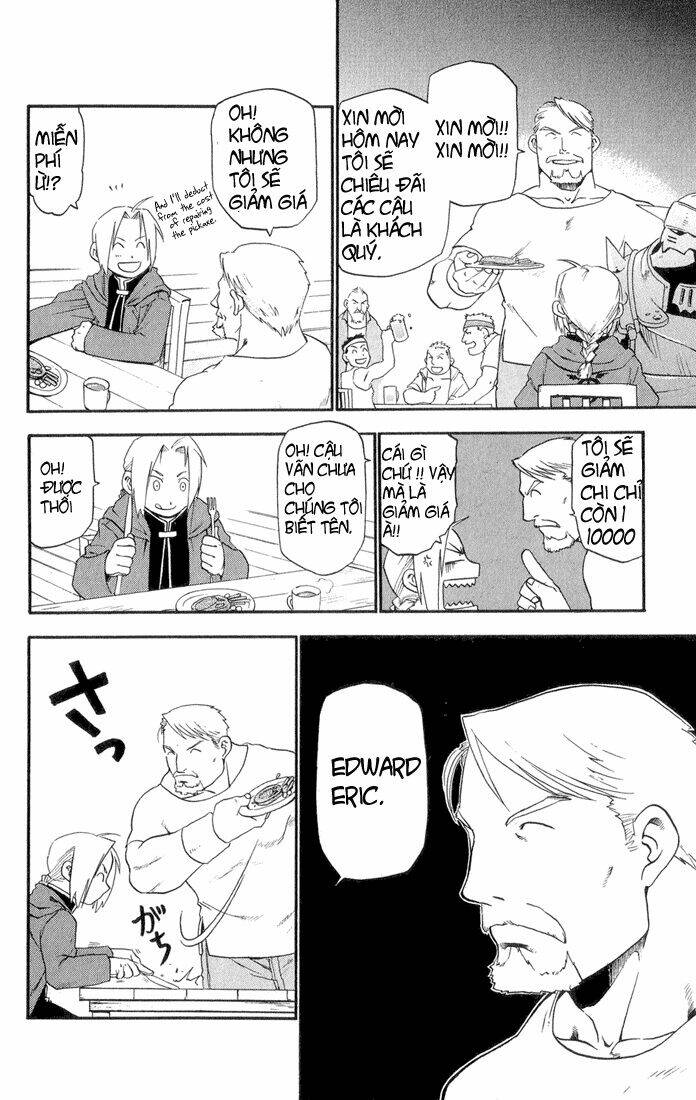 XIN MỜI!!
XIN MỜI!!
XIN MỜI
HÔM NAY
TÔI SẼ
CHIÊU ĐÃI
CÁC CẬU
LÀ KHÁCH
QUÝ.
OH!
KHÔNG
NHƯNG
TÔI SẼ
GIẢM GIÁ
And I'll deduct
from the cost
of repairing
the pickaxe.
MIỄN
PHÍ
Ừ!?
TÔI SẼ
GIẢM
CHI CHỈ
CÒN 1
10000
CÁI GÌ
CHỨ !! VẬY
MÀ LÀ
GIẢM GIÁ
À!!
OH! CẬU
VẪN CHƯA
CHO
CHÚNG TÔI
BIẾT TÊN.
OH!
ĐƯỢC
THÔI
EDWARD
ERIC.
さっ
がち